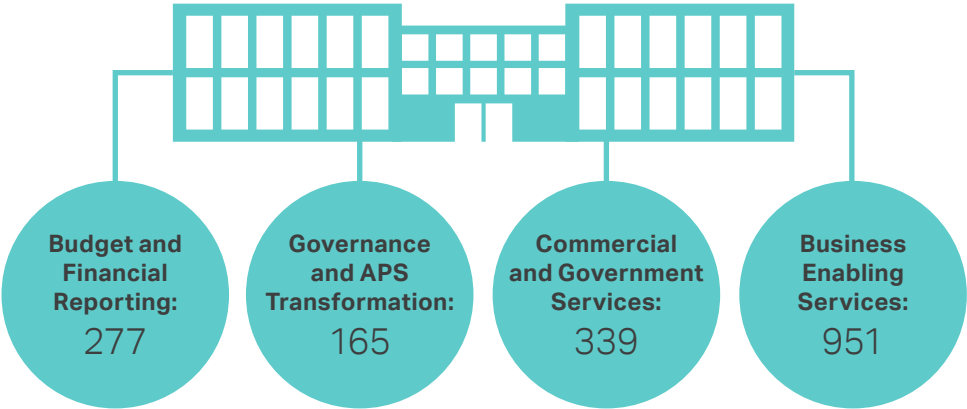 Budget and
Financial
Reporting:
277
Governance
and APS
Transformation:
165
Commercial
and Government
Services:
339
Business
Enabling
Services:
951